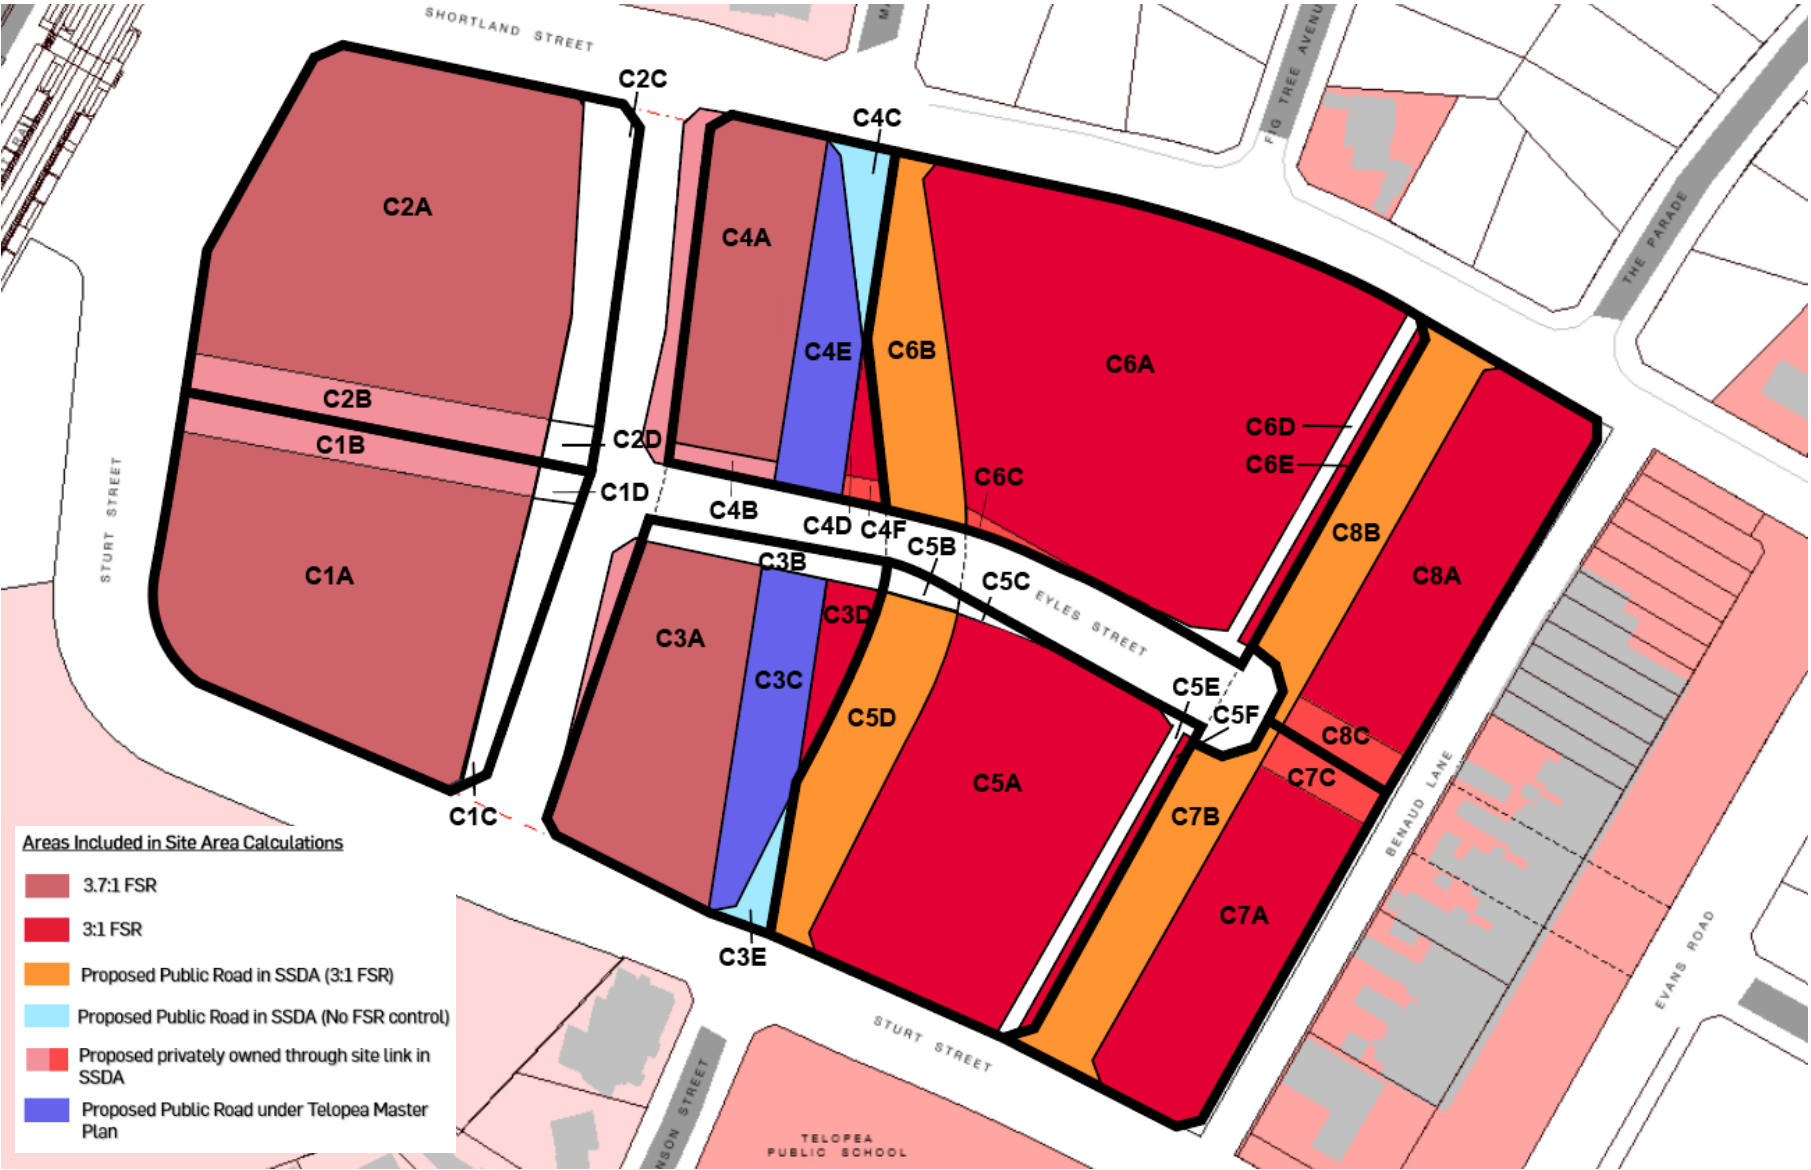 SHORTLAND STREET
C2C
C4C
FIG TREE AVENU
THE PARADE
C2A
C4A
C4E
C6B
C6A
C2B
C1B
C2D
C6D
C6E
C1D
C6C
C4B
C4D
C4F
C5B
C8B
C8A
STURT STREET
C1A
C3B
C5C
EYLES STREET
C3A
C3D
C3C
C5D
C5E
C5F
C8C
C7C
C5A
C7B
BENAUD LANE
C1C
C7A
C3E
EVANS ROAD
STURT STREET
NSON STREET
TELOPEA
PUBLIC SCHOOL
Areas Included in Site Area Calculations
3.7:1 FSR
3:1 FSR
Proposed Public Road in SSDA (3:1 FSR)
Proposed Public Road in SSDA (No FSR control)
Proposed privately owned through site link in
SSDA
Proposed Public Road under Telopea Master
Plan